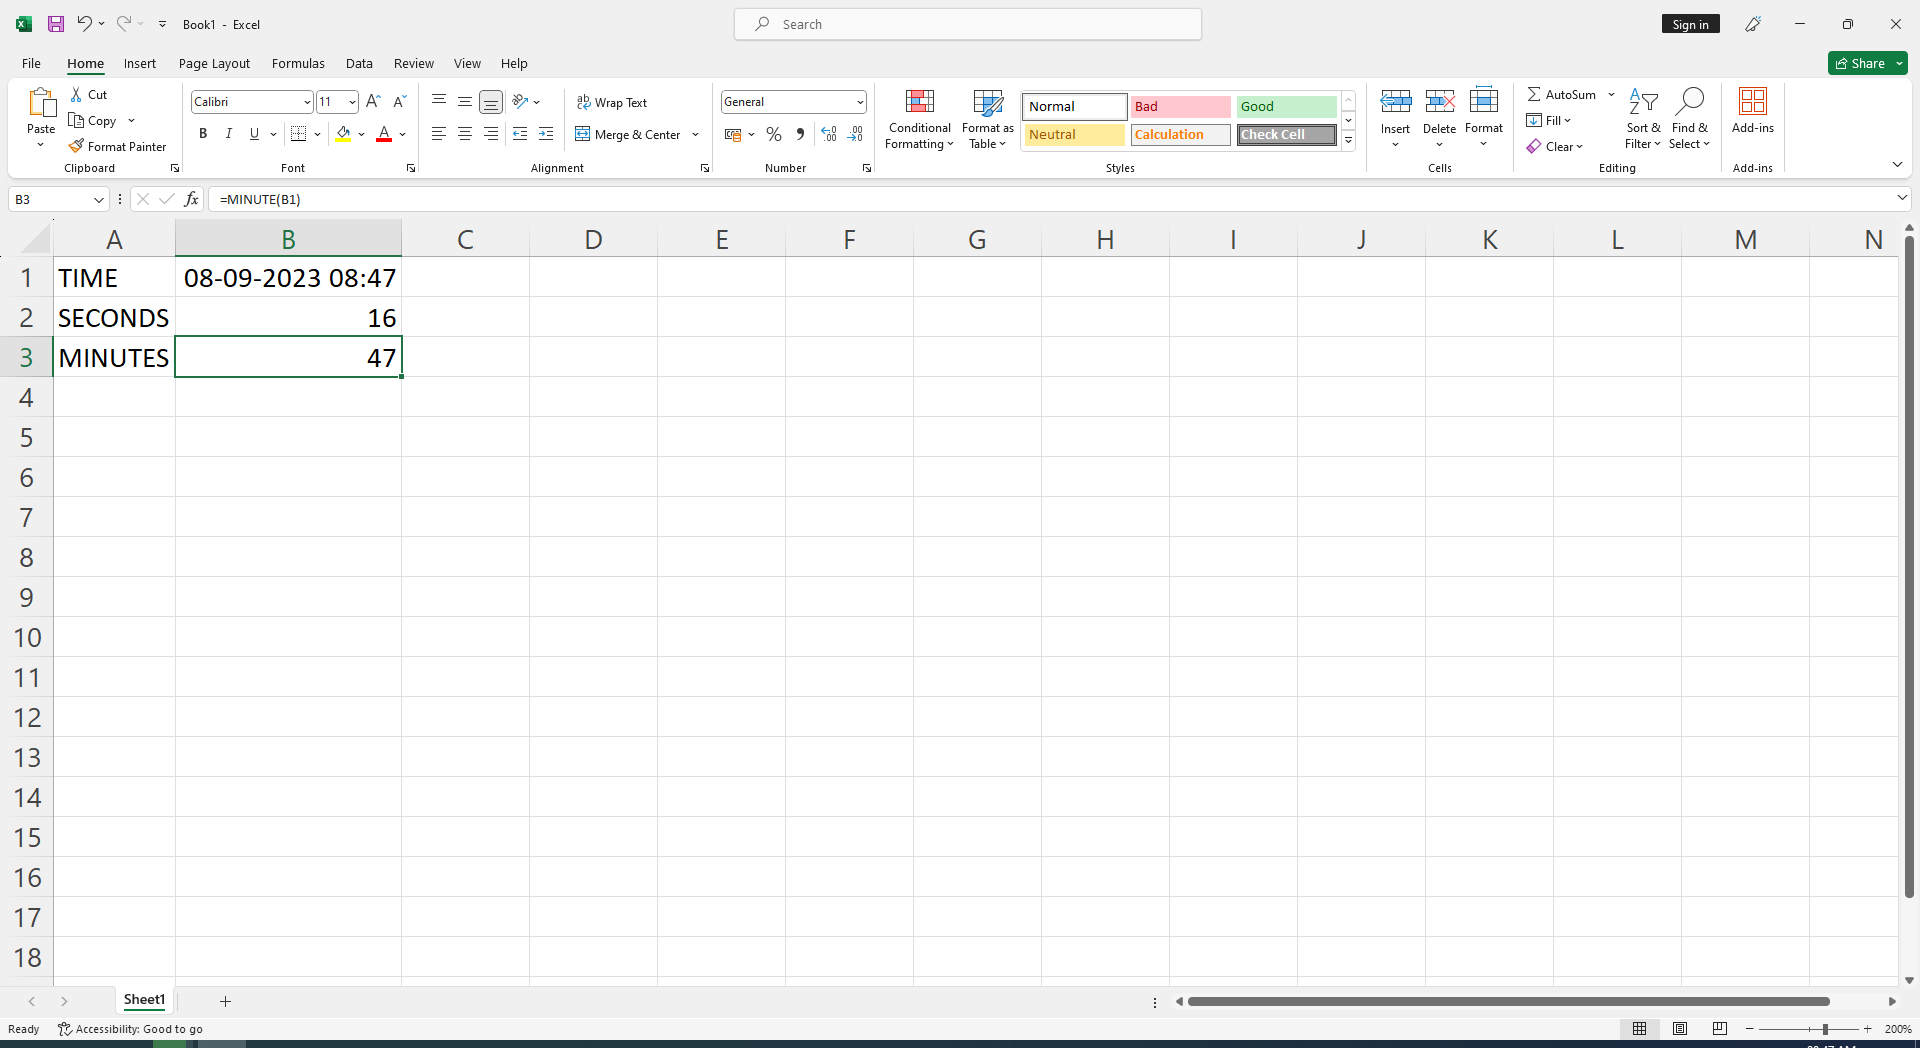 Book1 - Excel
Search
Sign in
File Home Insert Page Layout Formulas Data Review View Help
Share
Paste
Cut
Copy
Format Painter
Clipboard
Calibri 11
B I U
Font
Wrap Text
Merge & Center
Alignment
General
Number
Conditional Formatting
Format as Table
Normal Bad Good
Neutral Calculation Check Cell
Styles
Insert Delete Format
Cells
AutoSum
Fill
Clear
Sort & Filter
Find & Select
Editing
Add-ins
Add-ins
B3 fx =MINUTE(B1)
A B C D E F G H I J K L M N
1 TIME 08-09-2023 08:47
2 SECONDS 16
3 MINUTES 47
4
5
6
7
8
9
10
11
12
13
14
15
16
17
18
Sheet1
Ready Accessibility: Good to go 200%